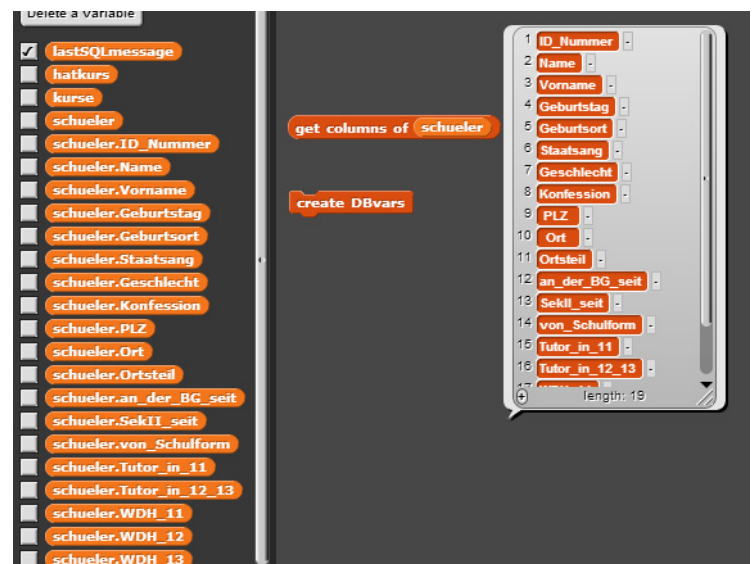 Delete a Variable
lastSQLmessage
hatkurs
kurse
schueler
schueler.ID_Nummer
schueler.Name
schueler.Vorname
schueler.Geburtstag
schueler.Geburtsort
schueler.Staatsang
schueler.Geschlecht
schueler.Konfession
schueler.PLZ
schueler.Ort
schueler.Ortsteil
schueler.an_der_BG_seit
schueler.SekII_seit
schueler.von_Schulform
schueler.Tutor_in_11
schueler.Tutor_in_12_13
schueler.WDH_11
schueler.WDH_12
schueler.WDH_13
get columns of schueler
create DBvars
1 ID_Nummer -
2 Name -
3 Vorname -
4 Geburtstag -
5 Geburtsort -
6 Staatsang -
7 Geschlecht -
8 Konfession -
9 PLZ -
10 Ort -
11 Ortsteil -
12 an_der_BG_seit -
13 SekII_seit -
14 von_Schulform -
15 Tutor_in_11 -
16 Tutor_in_12_13 -
17 WDH_11 -
length: 19